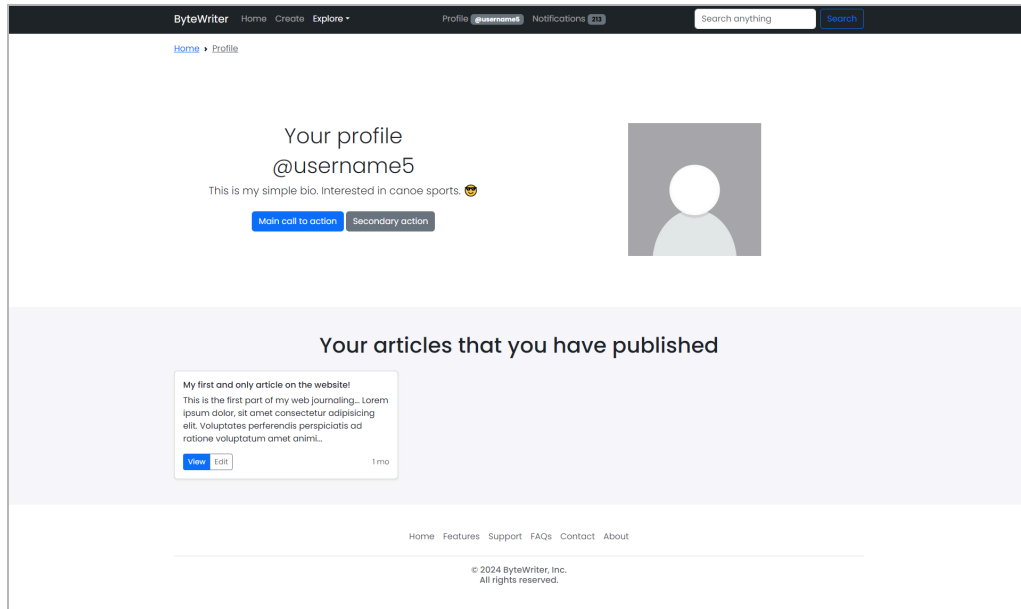 ByteWriter Home Create Explore Profile @username5 Notifications 213 Search anything Search
Home › Profile
Your profile
@username5
This is my simple bio. Interested in canoe sports. 😎
Main call to action Secondary action
Your articles that you have published
My first and only article on the website!
This is the first part of my web journaling... Lorem
ipsum dolor, sit amet consectetur adipisicing
elit. Voluptates perferendis perspiciatis ad
ratione voluptatum amet animi...
View Edit 1 mo
Home Features Support FAQs Contact About
© 2024 ByteWriter, Inc.
All rights reserved.